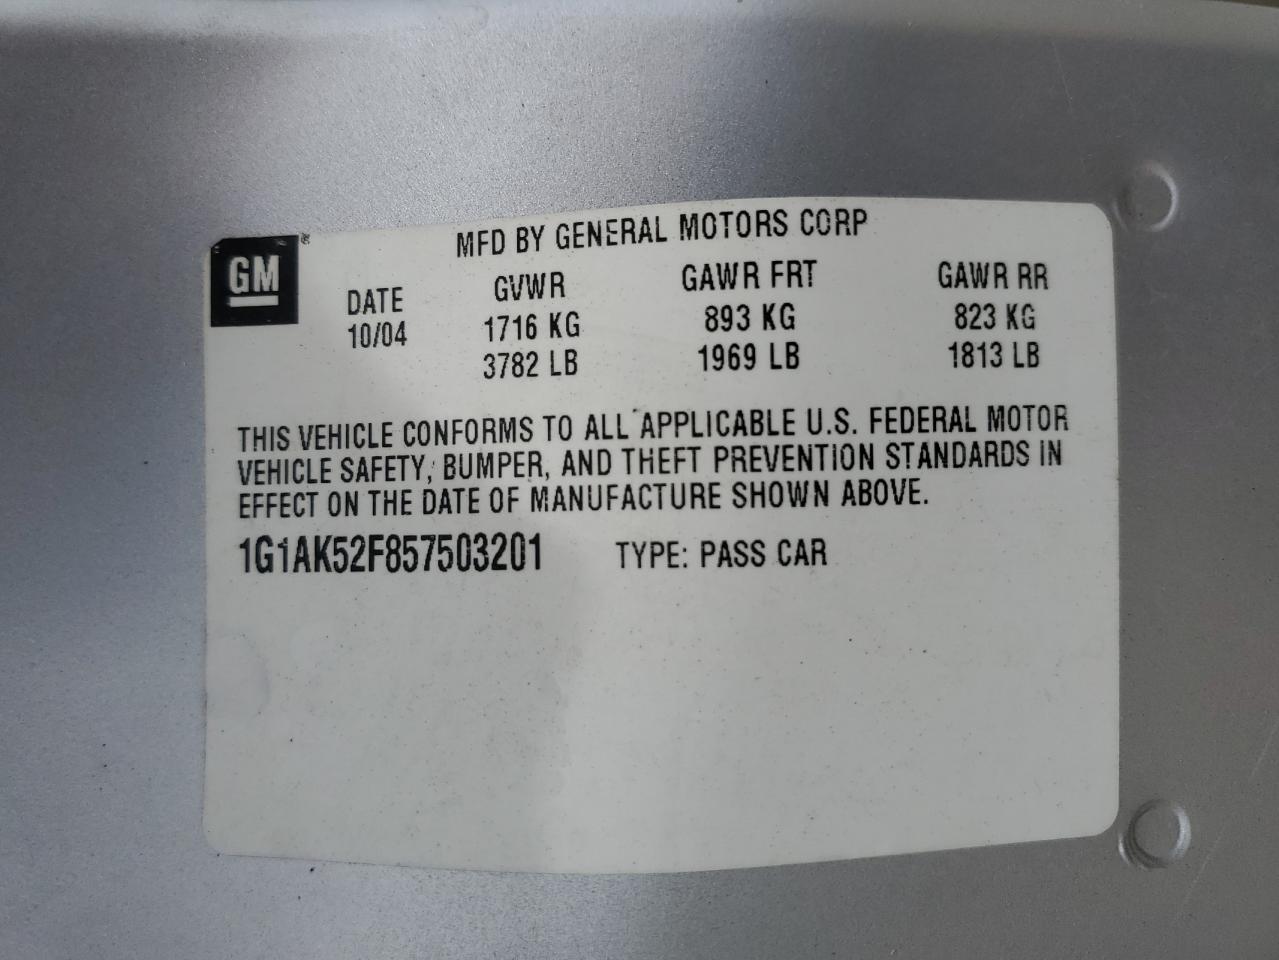 MFD BY GENERAL MOTORS CORP
GM®
DATE GVWR GAWR FRT GAWR RR
10/04 1716 KG 893 KG 823 KG
3782 LB 1969 LB 1813 LB
THIS VEHICLE CONFORMS TO ALL APPLICABLE U.S. FEDERAL MOTOR
VEHICLE SAFETY, BUMPER, AND THEFT PREVENTION STANDARDS IN
EFFECT ON THE DATE OF MANUFACTURE SHOWN ABOVE.
1G1AK52F857503201 TYPE: PASS CAR